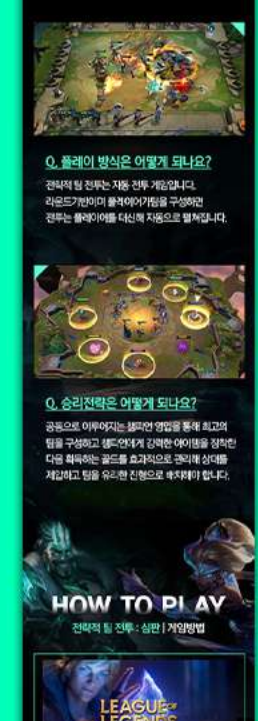 Q. 플레이 방식은 어떻게 되나요?
전략적 팀 전투는 자동 전투 게임입니다.
라운드기반이며 플레이어가팀을 구성하면
전투는 플레이어를 대신해 자동으로 펼쳐집니다.
Q. 승리전략은 어떻게 되나요?
공동으로 이루어지는 챔피언 영입을 통해 최고의
팀을 구성하고 챔피언에게 강력한 아이템을 장착한
다음 획득하는 골드를 효과적으로 관리해 상대를
제압하고 팀을 유리한 진형으로 배치해야 합니다.
HOW TO PLAY
전략적 팀 전투 : 심판 | 게임방법
LEAGUE OF
LEGENDS